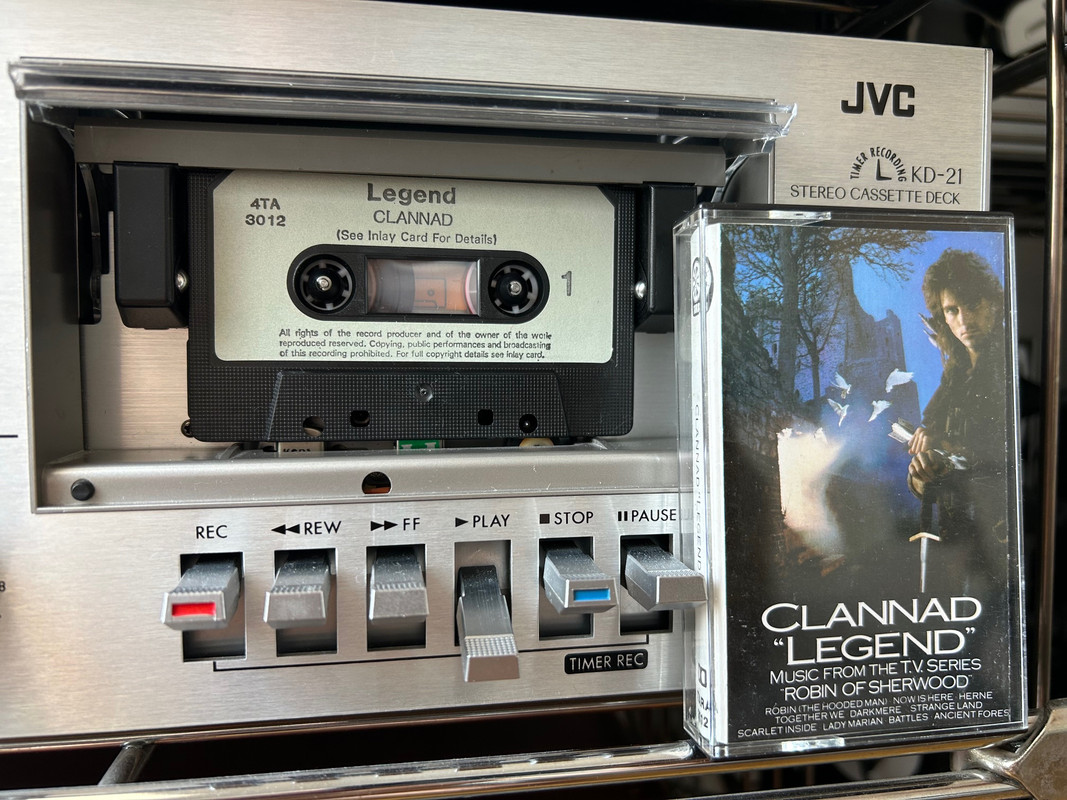 JVC
TIMER RECORDING
KD-21
STEREO CASSETTE DECK
Legend
4TA
3012
CLANNAD
(See Inlay Card For Details)
1
All rights of the record producer and of the owner of the work
reproduced reserved. Copying, public performances and broadcasting
of this recording prohibited. For full copyright details see inlay card.
REC
◀◀ REW
▶▶ FF
▶ PLAY
■ STOP
▮▮ PAUSE
TIMER REC
CLANNAD "LEGEND"
CLANNAD
"LEGEND"
MUSIC FROM THE T.V. SERIES
"ROBIN OF SHERWOOD"
ROBIN (THE HOODED MAN) NOW IS HERE · HERNE
TOGETHER WE DARKMERE STRANGE LAND
SCARLET INSIDE LADY MARIAN BATTLES ANCIENT FORES